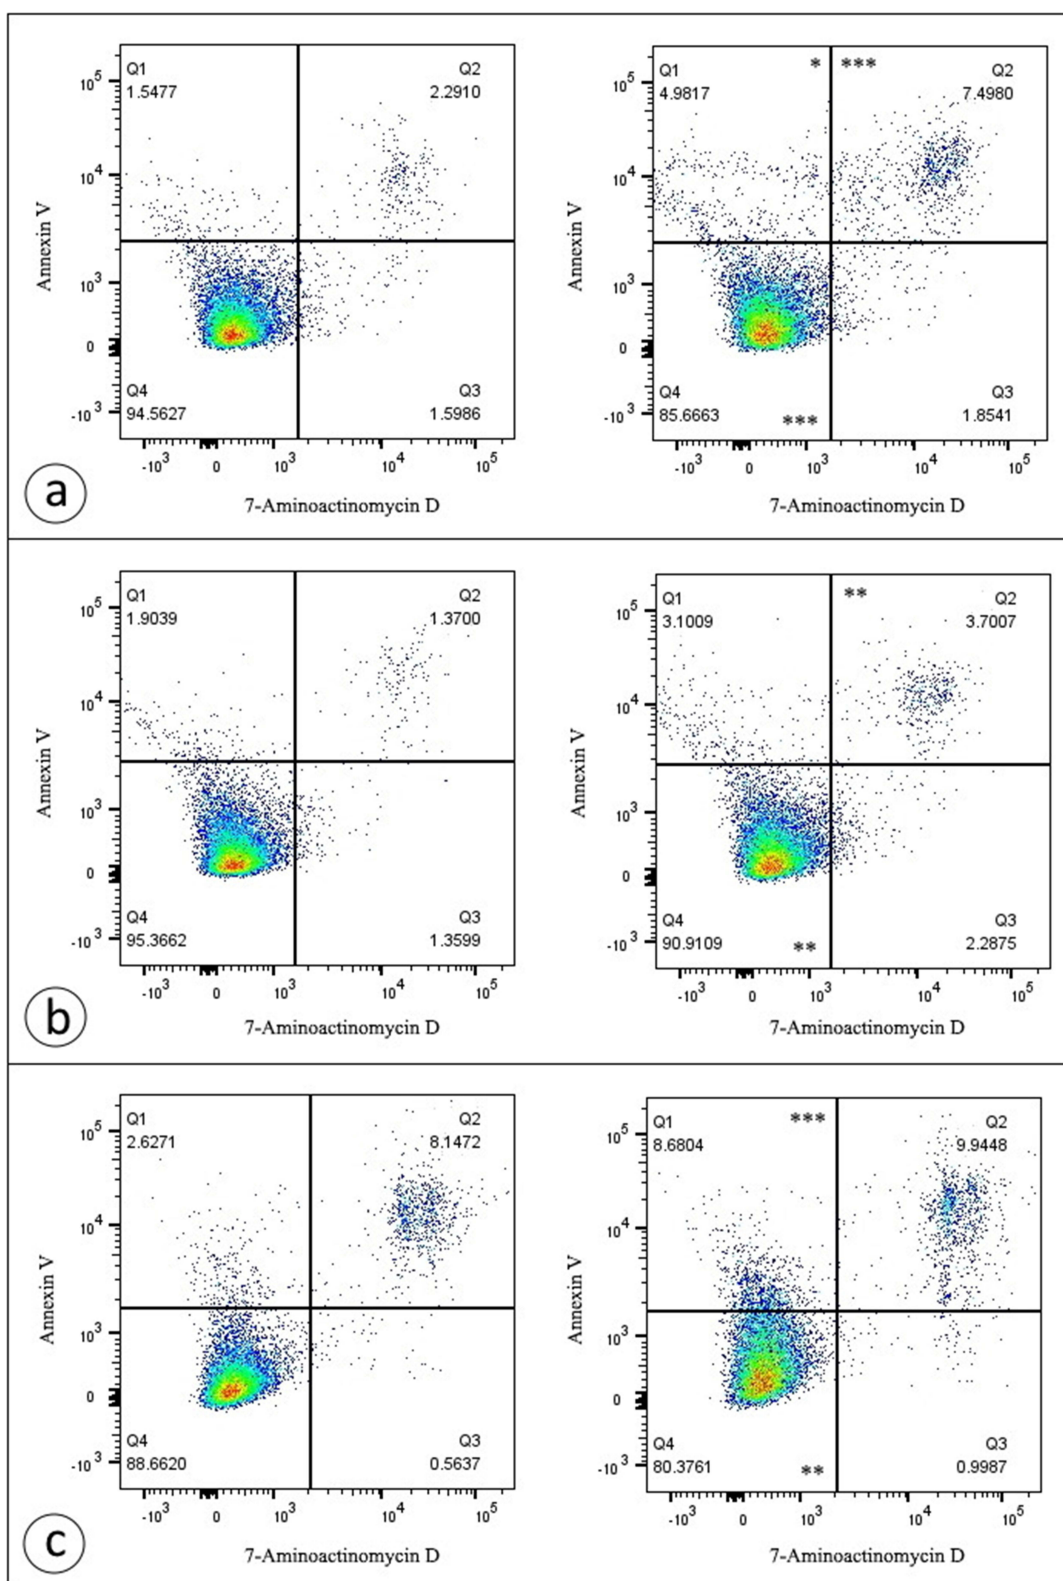 Q1 Q2
1.5477 2.2910
10^5
10^4
10^3
0
-10^3
Annexin V
Q4 Q3
94.5627 1.5986
-10^3 0 10^3 10^4 10^5
7-Aminoactinomycin D
* ***
Q1 Q2
4.9817 7.4980
10^5
10^4
10^3
0
-10^3
Annexin V
Q4 Q3
85.6663 *** 1.8541
-10^3 0 10^3 10^4 10^5
7-Aminoactinomycin D
a
Q1 Q2
1.9039 1.3700
10^5
10^4
10^3
0
-10^3
Annexin V
Q4 Q3
95.3662 1.3599
-10^3 0 10^3 10^4 10^5
7-Aminoactinomycin D
**
Q1 Q2
3.1009 3.7007
10^5
10^4
10^3
0
-10^3
Annexin V
Q4 Q3
90.9109 ** 2.2875
-10^3 0 10^3 10^4 10^5
7-Aminoactinomycin D
b
Q1 Q2
2.6271 8.1472
10^5
10^4
10^3
0
-10^3
Annexin V
Q4 Q3
88.6620 0.5637
-10^3 0 10^3 10^4 10^5
7-Aminoactinomycin D
***
Q1 Q2
8.6804 9.9448
10^5
10^4
10^3
0
-10^3
Annexin V
Q4 Q3
80.3761 ** 0.9987
-10^3 0 10^3 10^4 10^5
7-Aminoactinomycin D
c